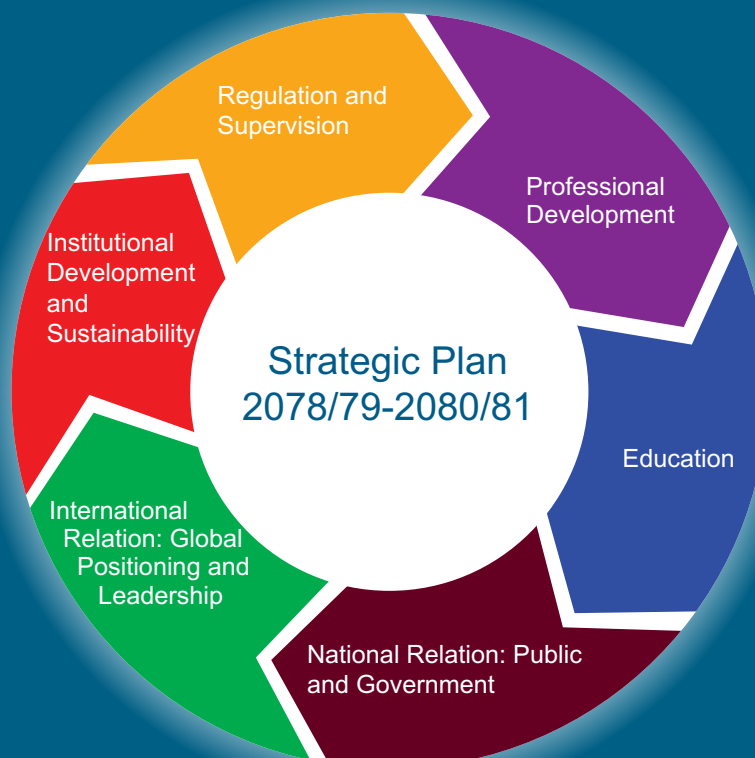 Regulation and
Supervision
Professional
Development
Education
National Relation: Public
and Government
International
Relation: Global
Positioning and
Leadership
Institutional
Development
and
Sustainability
Strategic Plan
2078/79-2080/81